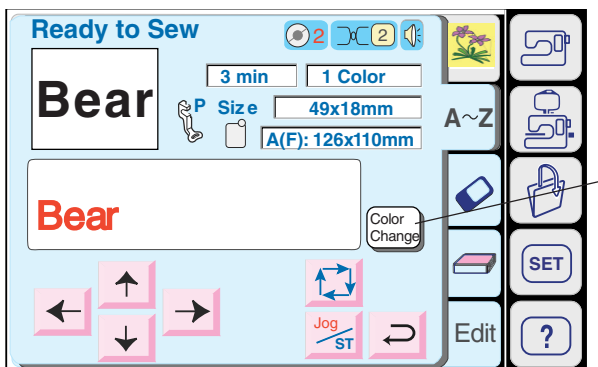 Ready to Sew
2
2
3 min
1 Color
Bear
P
Size
49x18mm
A(F): 126x110mm
A~Z
Bear
Color
Change
SET
Jog
ST
Edit
?